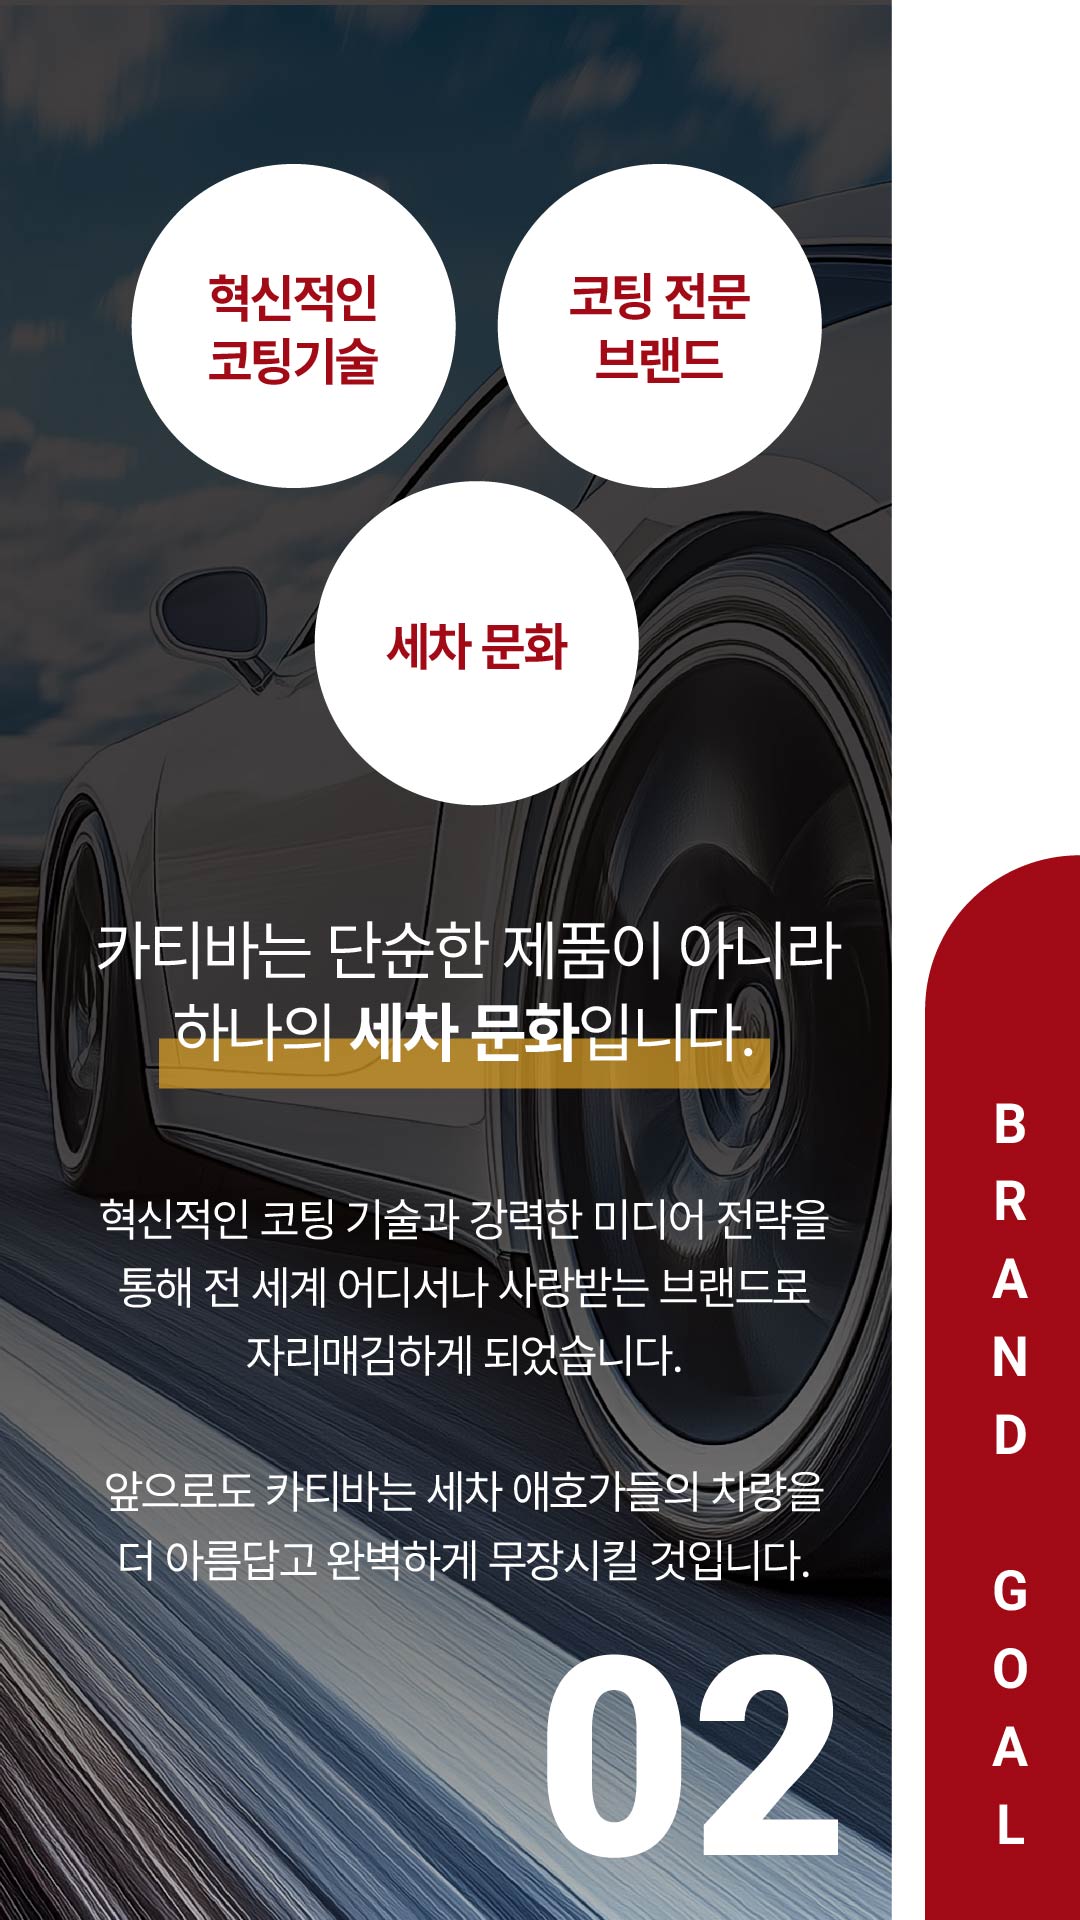 혁신적인
코팅기술
코팅 전문
브랜드
세차 문화
카티바는 단순한 제품이 아니라
하나의 세차 문화입니다.
혁신적인 코팅 기술과 강력한 미디어 전략을
통해 전 세계 어디서나 사랑받는 브랜드로
자리매김하게 되었습니다.
앞으로도 카티바는 세차 애호가들의 차량을
더 아름답고 완벽하게 무장시킬 것입니다.
02
BRAND GOAL